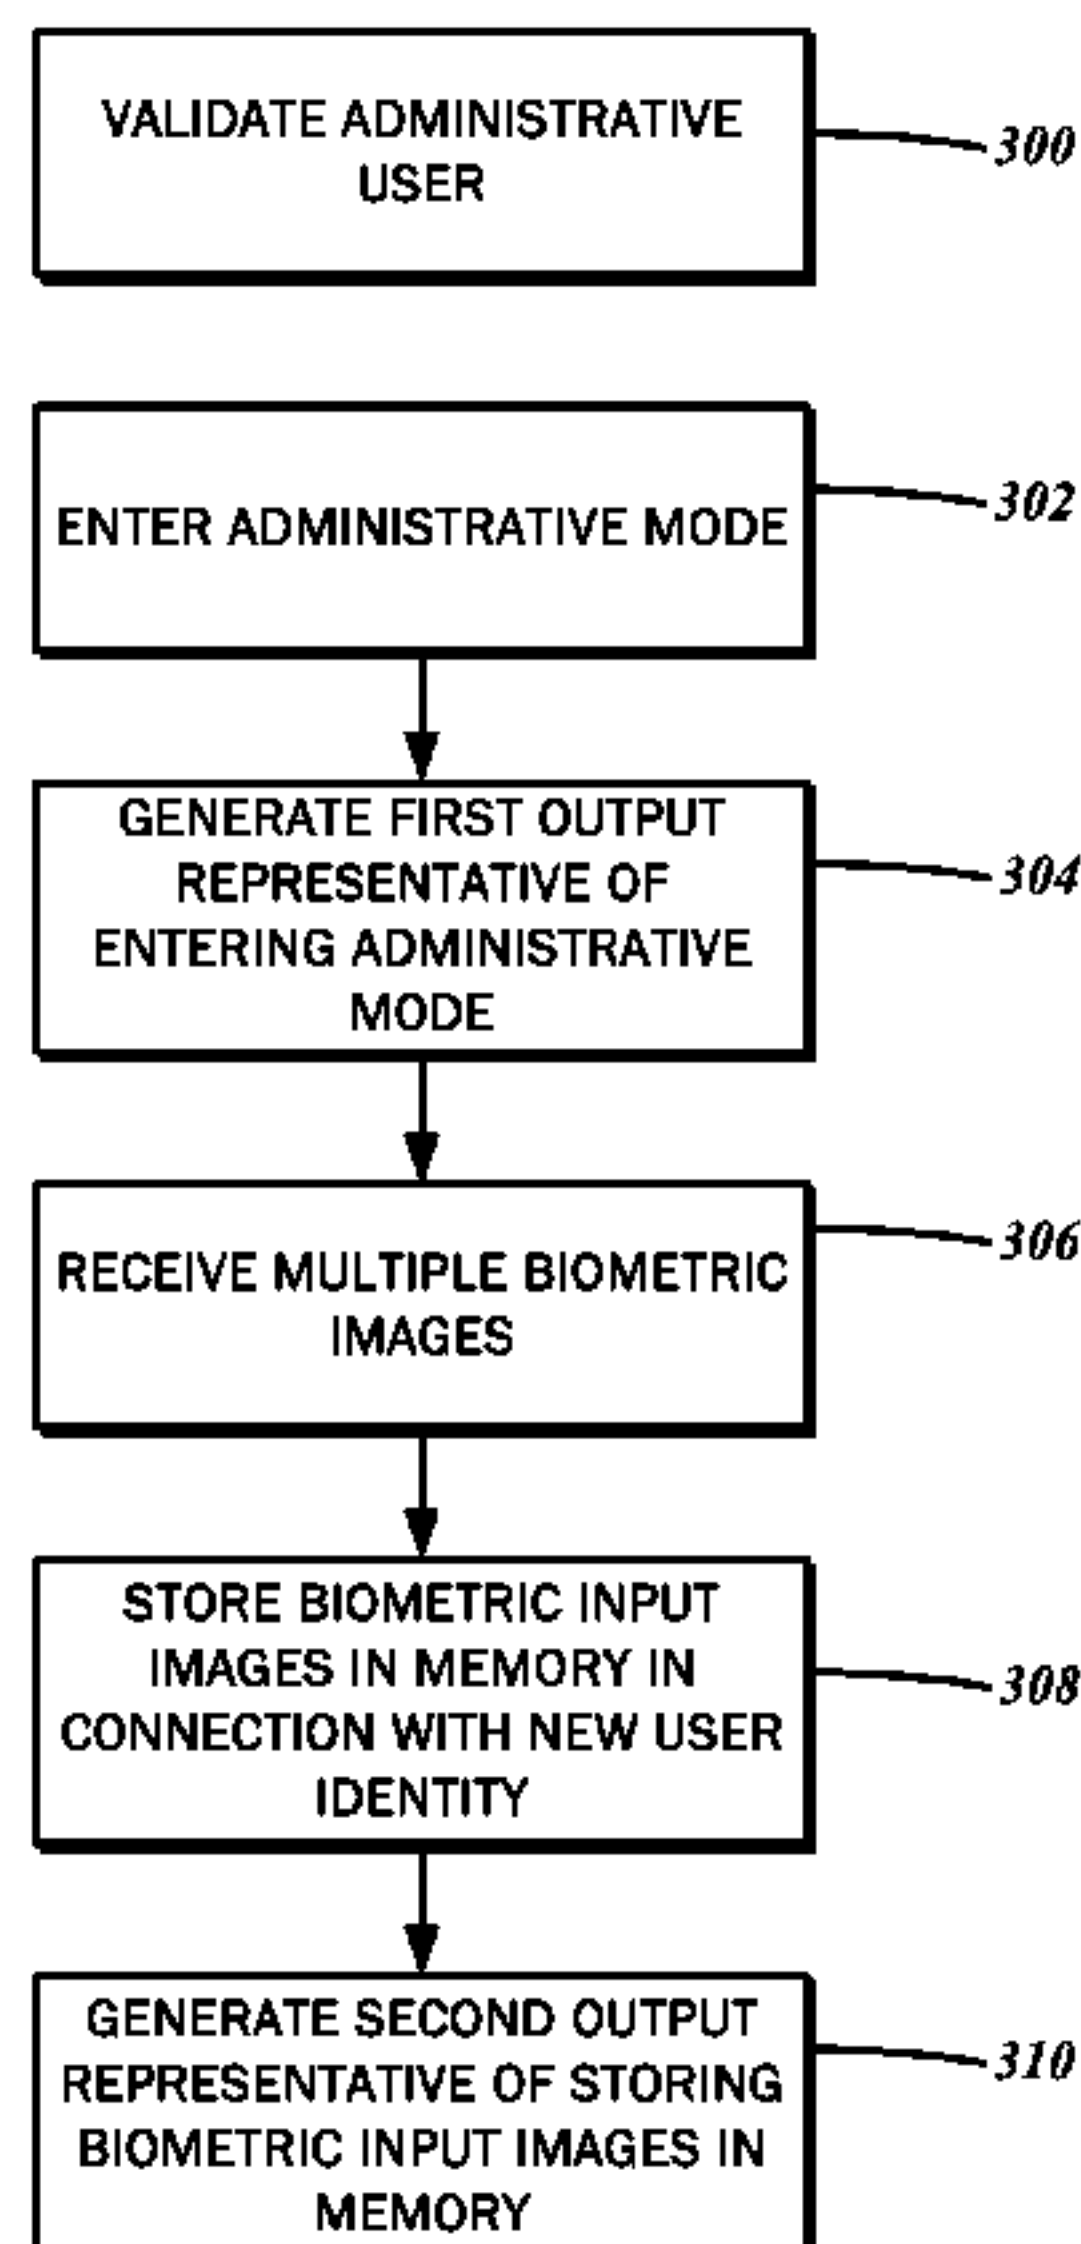 VALIDATE ADMINISTRATIVE
USER
300
ENTER ADMINISTRATIVE MODE
302
GENERATE FIRST OUTPUT
REPRESENTATIVE OF
ENTERING ADMINISTRATIVE
MODE
304
RECEIVE MULTIPLE BIOMETRIC
IMAGES
306
STORE BIOMETRIC INPUT
IMAGES IN MEMORY IN
CONNECTION WITH NEW USER
IDENTITY
308
GENERATE SECOND OUTPUT
REPRESENTATIVE OF STORING
BIOMETRIC INPUT IMAGES IN
MEMORY
310